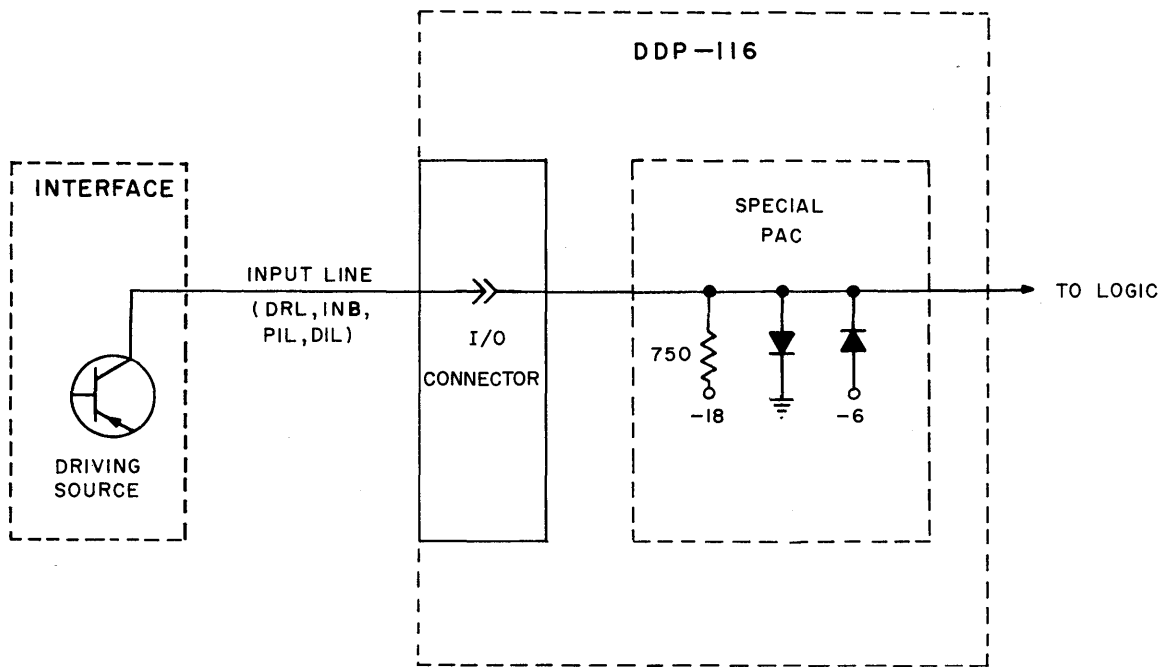 DDP-116
INTERFACE
SPECIAL
PAC
INPUT LINE
(DRL, INB,
PIL, DIL)
TO LOGIC
I/O
CONNECTOR
750
-18
-6
DRIVING
SOURCE